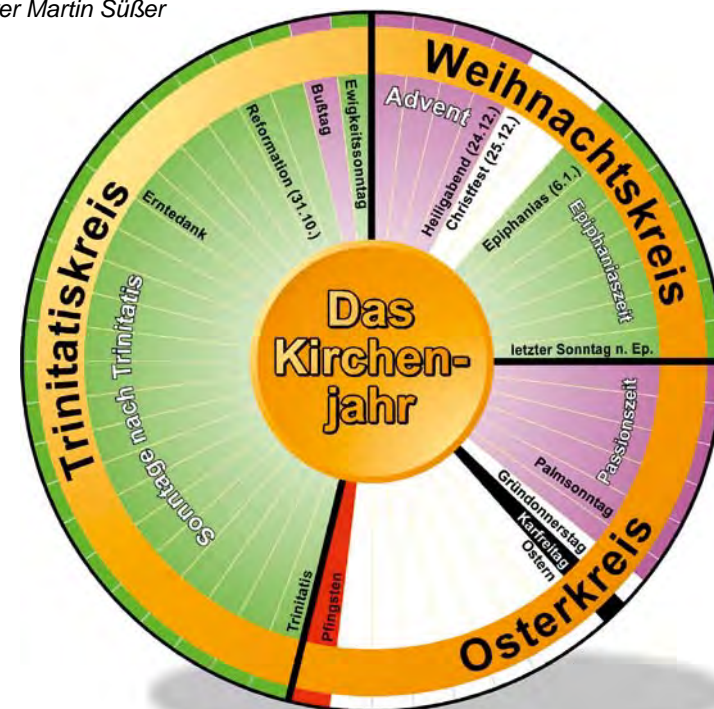 er Martin Süßer
Weihnachtskreis
Advent
Heiligabend (24.12.)
Christfest (25.12.)
Epiphanias (6.1.)
Epiphaniaszeit
letzter Sonntag n. Ep.
Passionszeit
Palmsonntag
Gründonnerstag
Karfreitag
Ostern
Osterkreis
Pfingsten
Trinitatis
Sonntage nach Trinitatis
Trinitatiskreis
Erntedank
Reformation (31.10.)
Bußtag
Ewigkeitssonntag
Das
Kirchen-
jahr